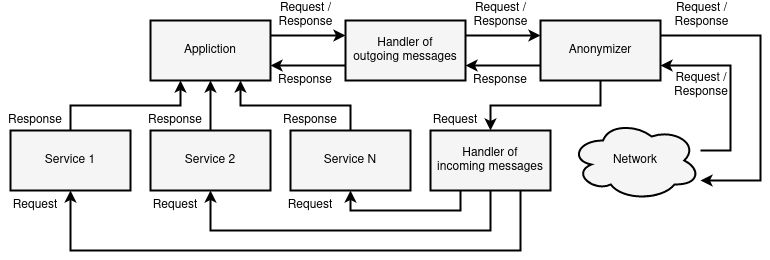 Request /
Response
Request /
Response
Request /
Response
Appliction
Handler of
outgoing messages
Anonymizer
Response
Response
Request /
Response
Response
Response
Response
Request
Service 1
Service 2
Service N
Handler of
incoming messages
Network
Request
Request
Request